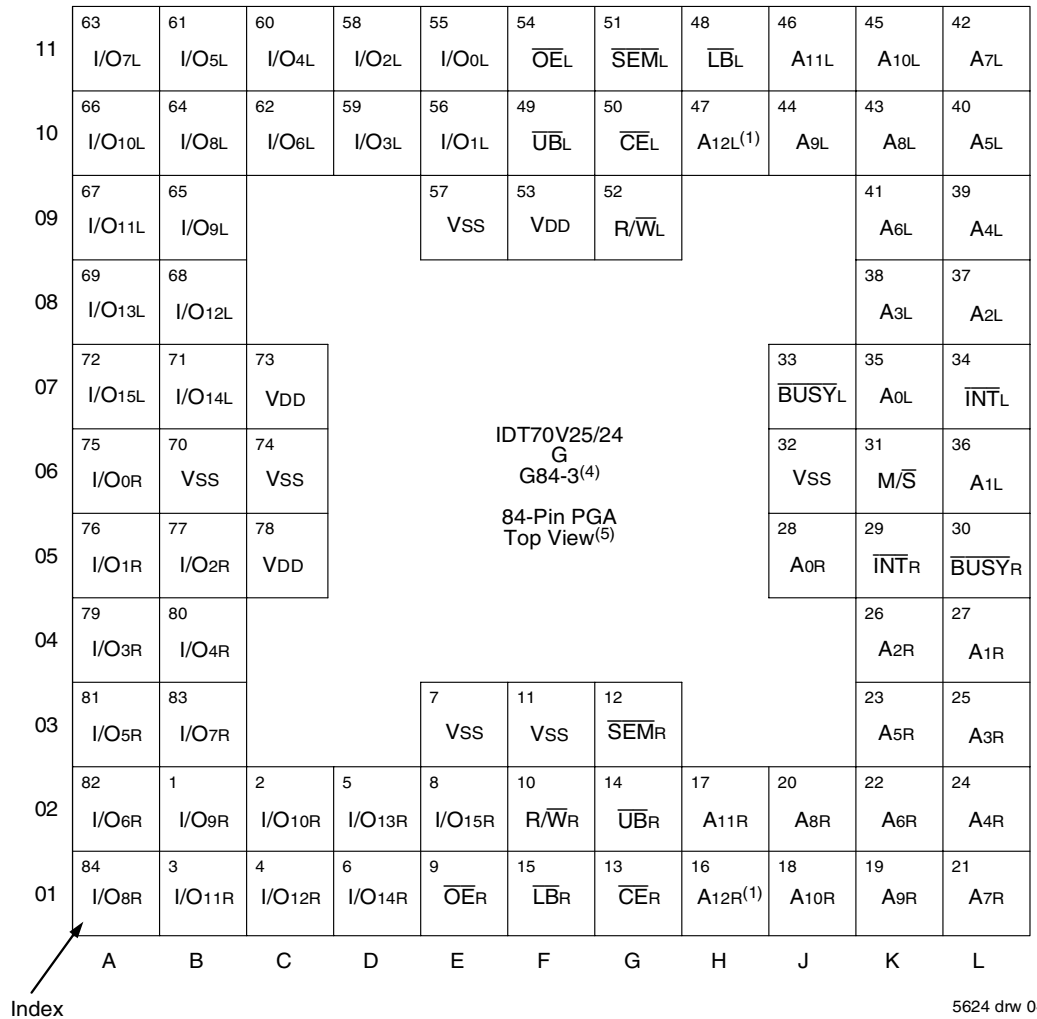 63 61 60 58 55 54 51 48 46 45 42
11 I/O7L I/O5L I/O4L I/O2L I/O0L OEL SEML LBL A11L A10L A7L
66 64 62 59 56 49 50 47 44 43 40
10 I/O10L I/O8L I/O6L I/O3L I/O1L UBL CEL A12L(1) A9L A8L A5L
67 65 57 53 52 41 39
09 I/O11L I/O9L VSS VDD R/WL A6L A4L
69 68 38 37
08 I/O13L I/O12L A3L A2L
72 71 73 33 35 34
07 I/O15L I/O14L VDD BUSYL A0L INTL
75 70 74 32 31 36
06 I/O0R VSS VSS VSS M/S A1L
IDT70V25/24
G
G84-3(4)
84-Pin PGA
Top View(5)
76 77 78 28 29 30
05 I/O1R I/O2R VDD A0R INTR BUSYR
79 80 26 27
04 I/O3R I/O4R A2R A1R
81 83 7 11 12 23 25
03 I/O5R I/O7R VSS VSS SEMR A5R A3R
82 1 2 5 8 10 14 17 20 22 24
02 I/O6R I/O9R I/O10R I/O13R I/O15R R/WR UBR A11R A8R A6R A4R
84 3 4 6 9 15 13 16 18 19 21
01 I/O8R I/O11R I/O12R I/O14R OER LBR CER A12R(1) A10R A9R A7R
A B C D E F G H J K L
Index
5624 drw 0